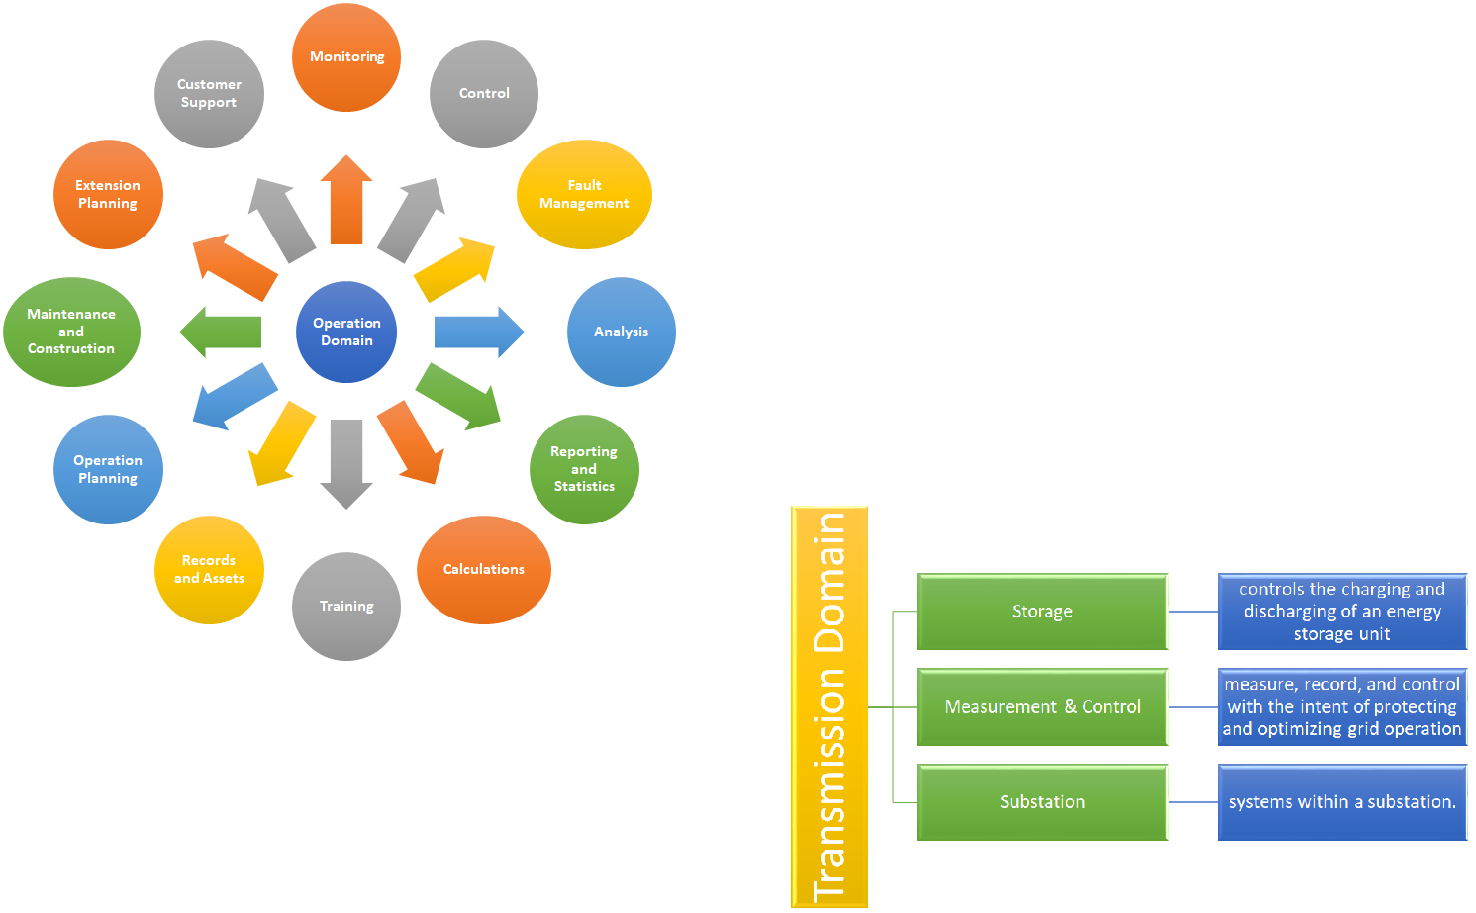 Monitoring
Control
Fault
Management
Analysis
Reporting
and
Statistics
Calculations
Training
Records
and Assets
Operation
Planning
Maintenance
and
Construction
Extension
Planning
Customer
Support
Operation
Domain
Transmission Domain
Storage
controls the charging and
discharging of an energy
storage unit
Measurement & Control
measure, record, and control
with the intent of protecting
and optimizing grid operation
Substation
systems within a substation.